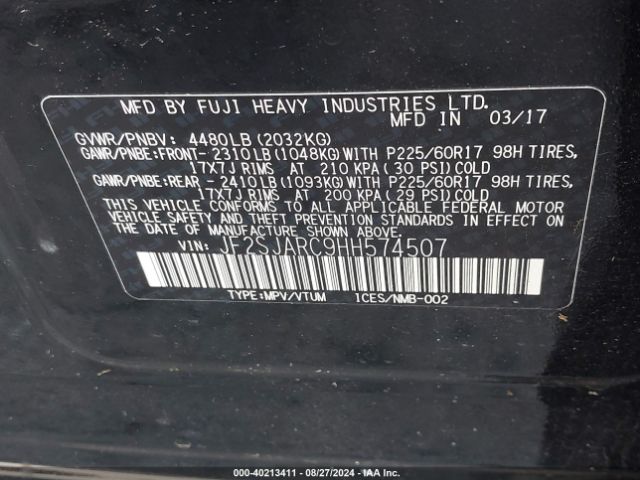 MFD BY FUJI HEAVY INDUSTRIES LTD.
MFD IN 03/17
GVWR/PNBV: 4480LB (2032KG)
GAWR/PNBE:FRONT- 2310LB (1048KG) WITH P225/60R17 98H TIRES,
17X7J RIMS AT 210 KPA (30 PSI) COLD
GAWR/PNBE:REAR - 2410LB (1093KG) WITH P225/60R17 98H TIRES,
17X7J RIMS AT 200 KPA (29 PSI) COLD
THIS VEHICLE CONFORMS TO ALL APPLICABLE FEDERAL MOTOR
VEHICLE SAFETY AND THEFT PREVENTION STANDARDS IN EFFECT ON
THE DATE OF MANUFACTURE SHOWN ABOVE.
VIN: JF2SJARC9HH574507
TYPE:MPV/VTUM ICES/NMB-002
000-40213411 - 08/27/2024 - IAA Inc.